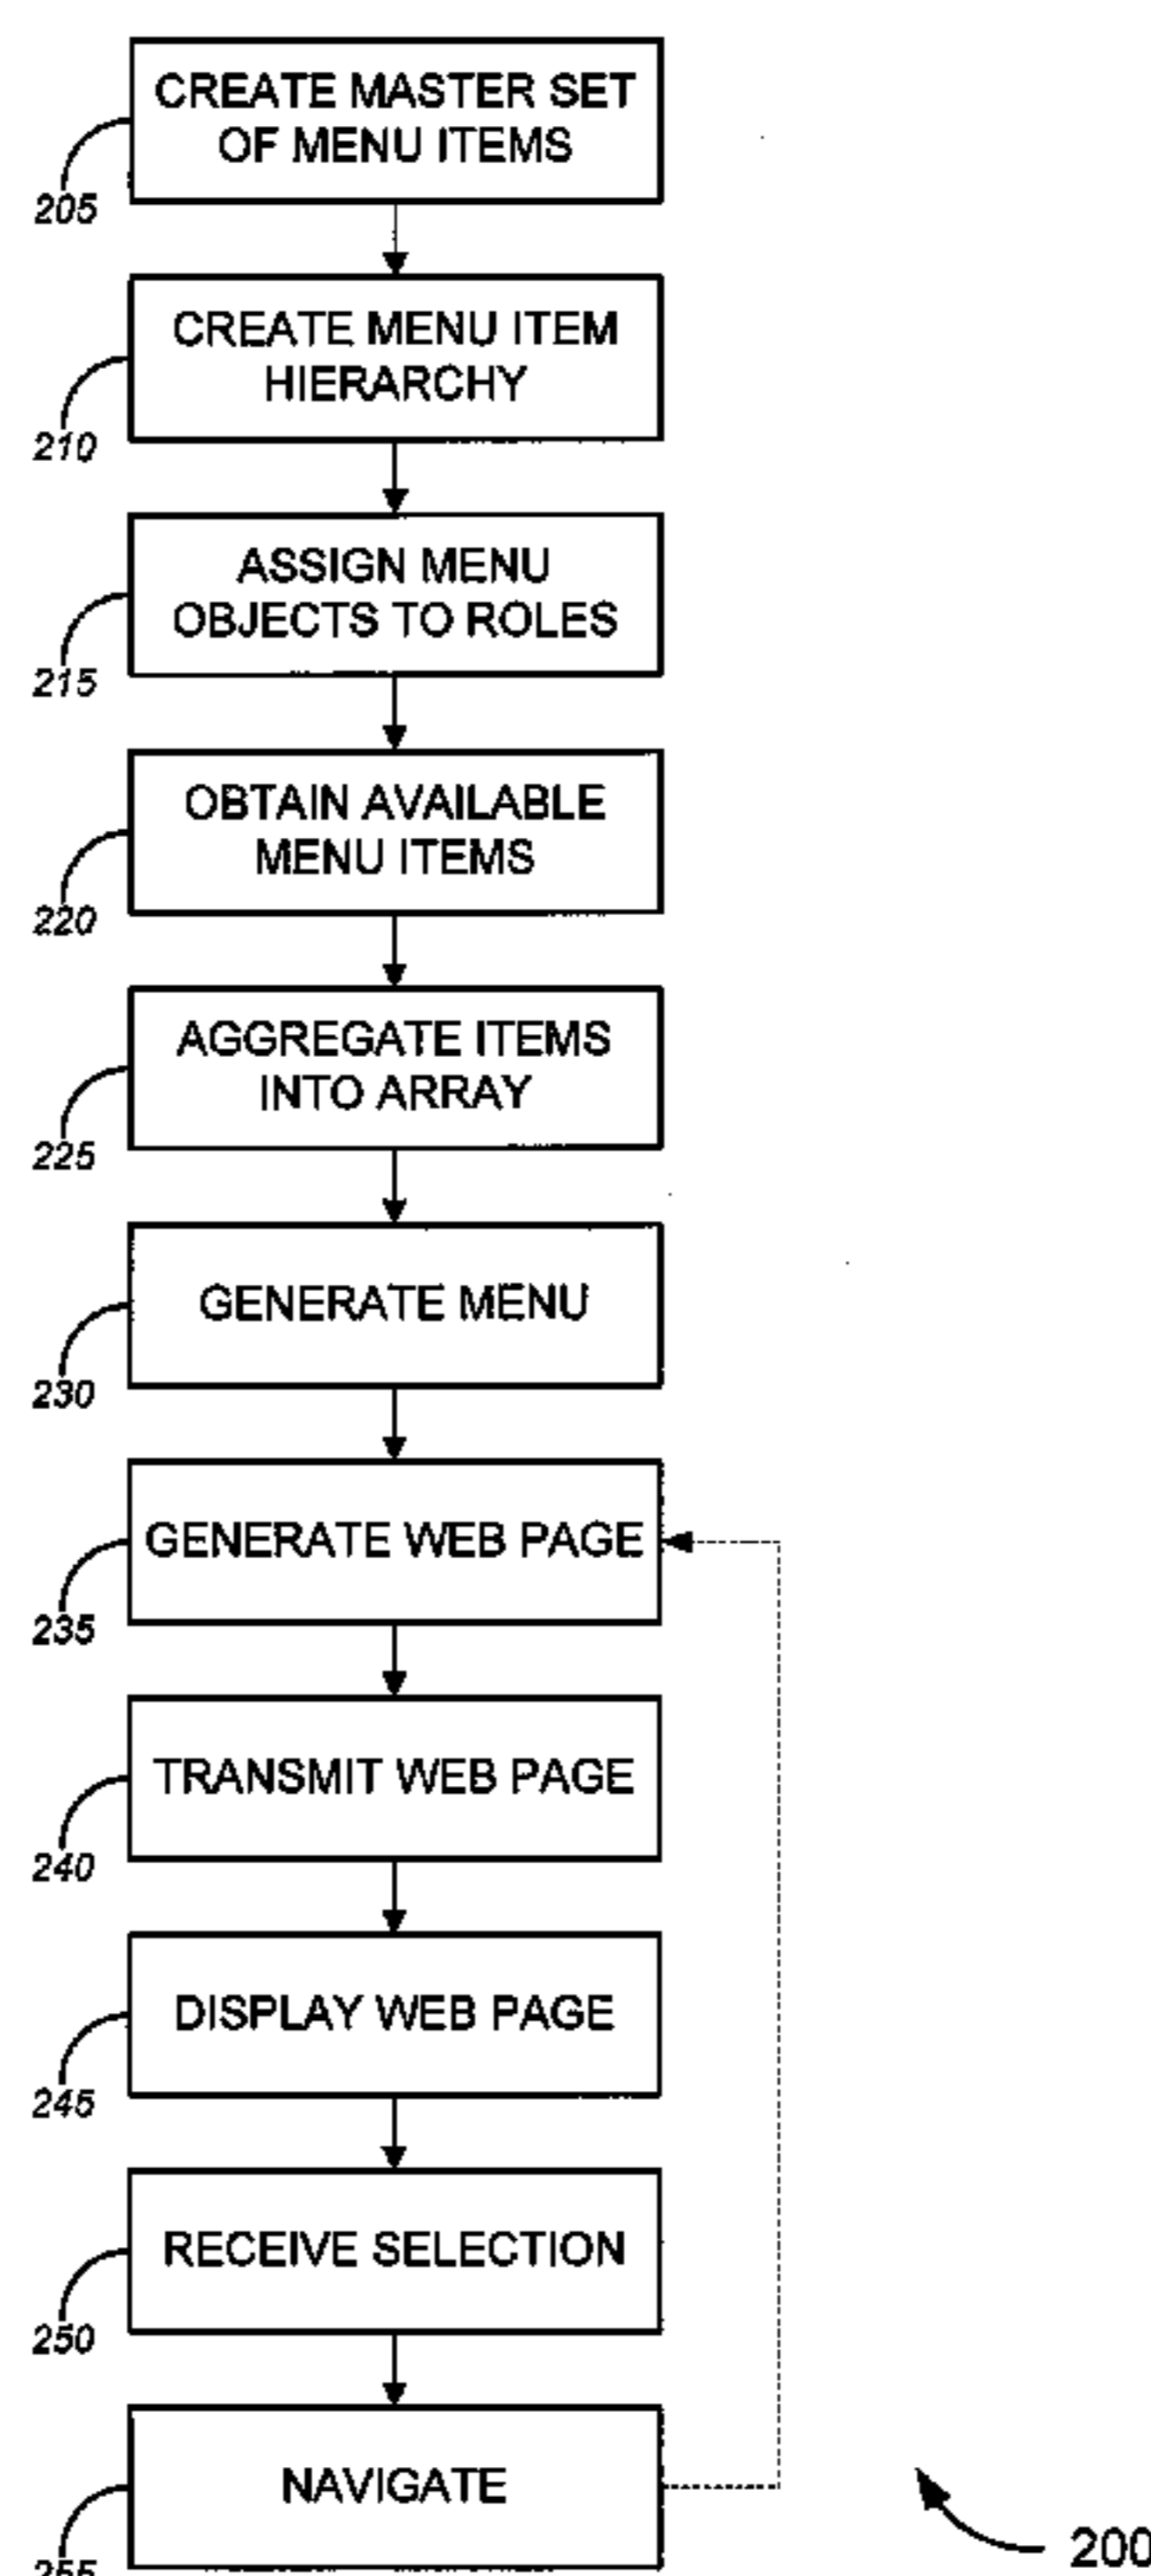 CREATE MASTER SET
OF MENU ITEMS
205
CREATE MENU ITEM
HIERARCHY
210
ASSIGN MENU
OBJECTS TO ROLES
215
OBTAIN AVAILABLE
MENU ITEMS
220
AGGREGATE ITEMS
INTO ARRAY
225
GENERATE MENU
230
GENERATE WEB PAGE
235
TRANSMIT WEB PAGE
240
DISPLAY WEB PAGE
245
RECEIVE SELECTION
250
NAVIGATE
255
200